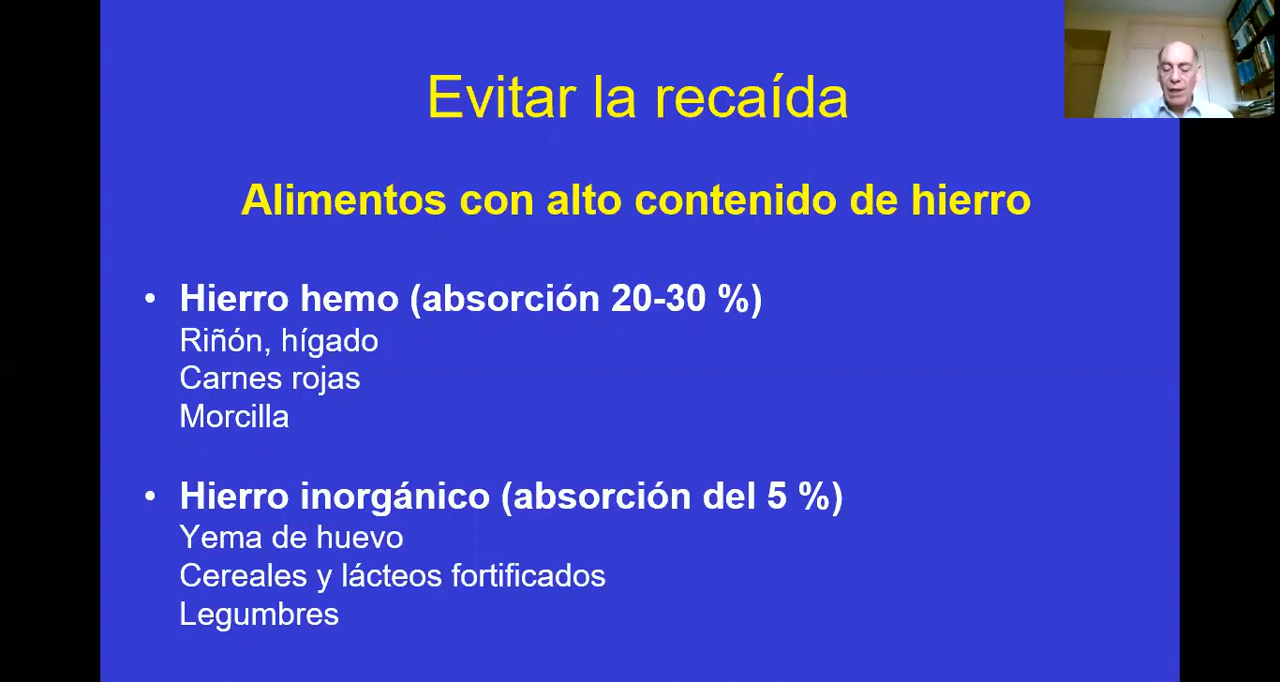 Evitar la recaída
Alimentos con alto contenido de hierro
• Hierro hemo (absorción 20-30 %)
Riñón, hígado
Carnes rojas
Morcilla
• Hierro inorgánico (absorción del 5 %)
Yema de huevo
Cereales y lácteos fortificados
Legumbres